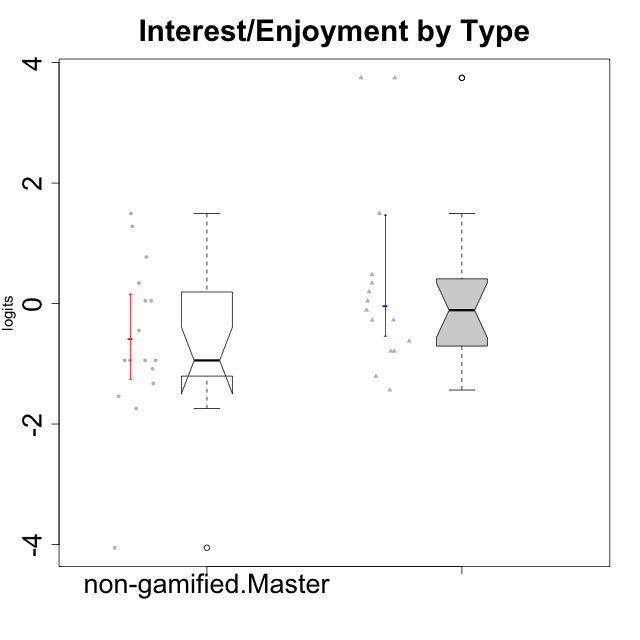 Interest/Enjoyment by Type
4
2
0
-2
-4
logits
non-gamified.Master